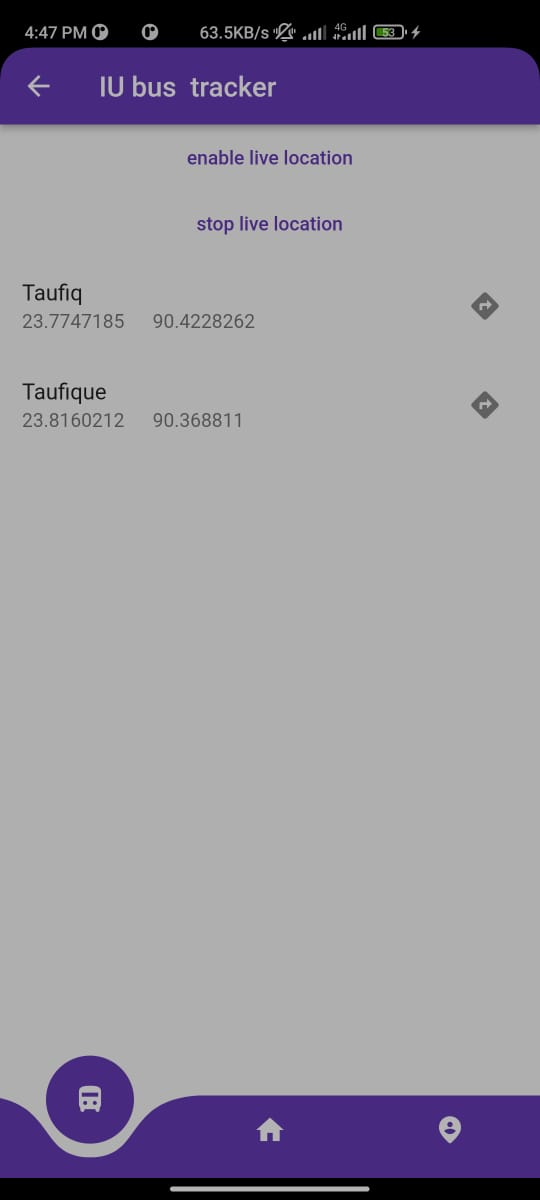 4:47 PM 63.5KB/s 4G 53
IU bus  tracker
enable live location
stop live location
Taufiq
23.7747185 90.4228262
Taufique
23.8160212 90.368811